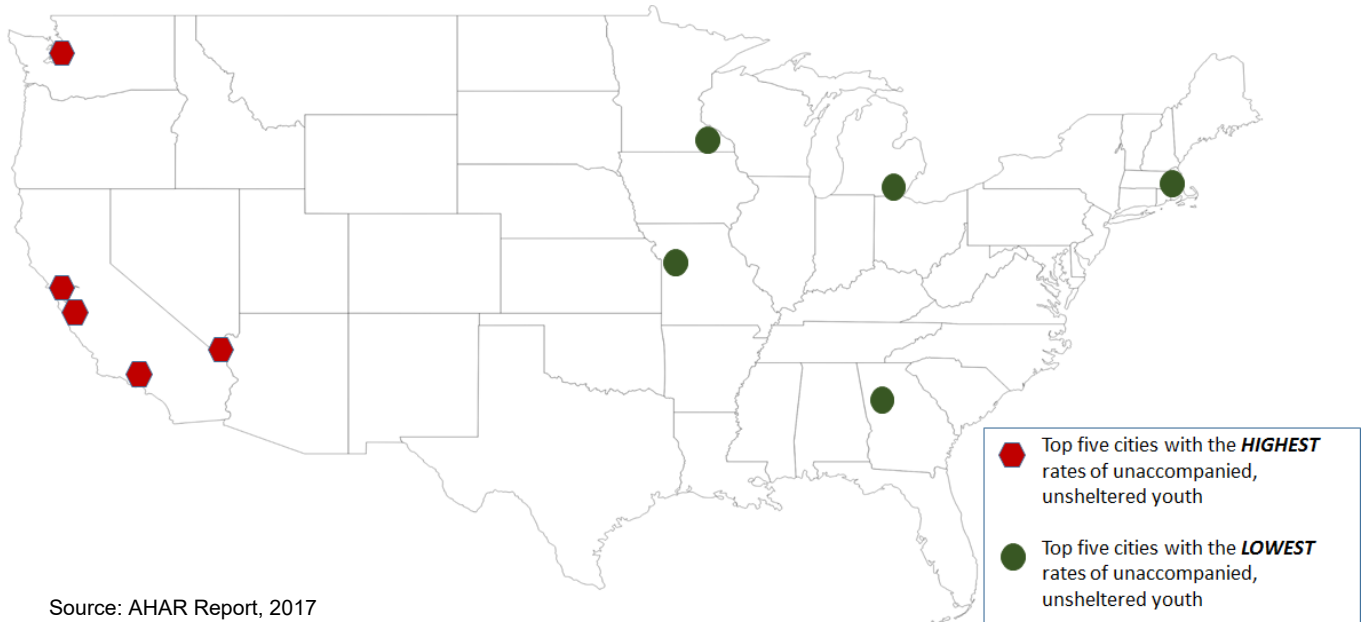 Top five cities with the HIGHEST
rates of unaccompanied,
unsheltered youth
Top five cities with the LOWEST
rates of unaccompanied,
unsheltered youth
Source: AHAR Report, 2017